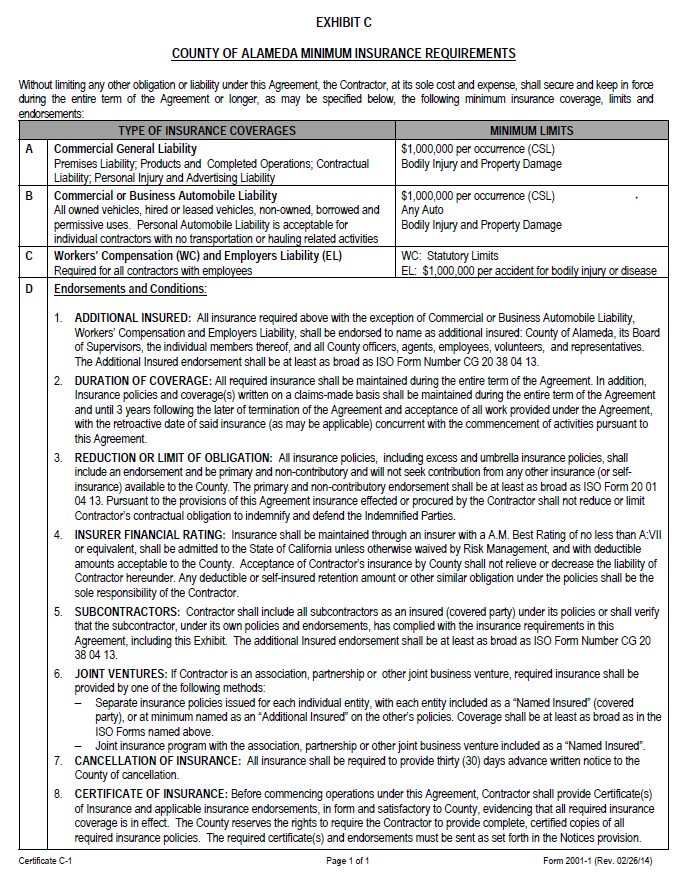 EXHIBIT C
COUNTY OF ALAMEDA MINIMUM INSURANCE REQUIREMENTS
Without limiting any other obligation or liability under this Agreement, the Contractor, at its sole cost and expense, shall secure and keep in force
during the entire term of the Agreement or longer, as may be specified below, the following minimum insurance coverage, limits and
endorsements:
TYPE OF INSURANCE COVERAGES MINIMUM LIMITS
A Commercial General Liability $1,000,000 per occurrence (CSL)
Premises Liability; Products and Completed Operations; Contractual Bodily Injury and Property Damage
Liability; Personal Injury and Advertising Liability
B Commercial or Business Automobile Liability $1,000,000 per occurrence (CSL)
All owned vehicles, hired or leased vehicles, non-owned, borrowed and Any Auto
permissive uses. Personal Automobile Liability is acceptable for Bodily Injury and Property Damage
individual contractors with no transportation or hauling related activities
C Workers' Compensation (WC) and Employers Liability (EL) WC: Statutory Limits
Required for all contractors with employees EL: $1,000,000 per accident for bodily injury or disease
D Endorsements and Conditions:
1. ADDITIONAL INSURED: All insurance required above with the exception of Commercial or Business Automobile Liability,
Workers' Compensation and Employers Liability, shall be endorsed to name as additional insured: County of Alameda, its Board
of Supervisors, the individual members thereof, and all County officers, agents, employees, volunteers, and representatives.
The Additional Insured endorsement shall be at least as broad as ISO Form Number CG 20 38 04 13.
2. DURATION OF COVERAGE: All required insurance shall be maintained during the entire term of the Agreement. In addition,
Insurance policies and coverage(s) written on a claims-made basis shall be maintained during the entire term of the Agreement
and until 3 years following the later of termination of the Agreement and acceptance of all work provided under the Agreement,
with the retroactive date of said insurance (as may be applicable) concurrent with the commencement of activities pursuant to
this Agreement.
3. REDUCTION OR LIMIT OF OBLIGATION: All insurance policies, including excess and umbrella insurance policies, shall
include an endorsement and be primary and non-contributory and will not seek contribution from any other insurance (or self-
insurance) available to the County. The primary and non-contributory endorsement shall be at least as broad as ISO Form 20 01
04 13. Pursuant to the provisions of this Agreement insurance effected or procured by the Contractor shall not reduce or limit
Contractor's contractual obligation to indemnify and defend the Indemnified Parties.
4. INSURER FINANCIAL RATING: Insurance shall be maintained through an insurer with a A.M. Best Rating of no less than A:VII
or equivalent, shall be admitted to the State of California unless otherwise waived by Risk Management, and with deductible
amounts acceptable to the County. Acceptance of Contractor's insurance by County shall not relieve or decrease the liability of
Contractor hereunder. Any deductible or self-insured retention amount or other similar obligation under the policies shall be the
sole responsibility of the Contractor.
5. SUBCONTRACTORS: Contractor shall include all subcontractors as an insured (covered party) under its policies or shall verify
that the subcontractor, under its own policies and endorsements, has complied with the insurance requirements in this
Agreement, including this Exhibit. The additional Insured endorsement shall be at least as broad as ISO Form Number CG 20
38 04 13.
6. JOINT VENTURES: If Contractor is an association, partnership or other joint business venture, required insurance shall be
provided by one of the following methods:
– Separate insurance policies issued for each individual entity, with each entity included as a "Named Insured" (covered
party), or at minimum named as an "Additional Insured" on the other's policies. Coverage shall be at least as broad as in the
ISO Forms named above.
– Joint insurance program with the association, partnership or other joint business venture included as a "Named Insured".
7. CANCELLATION OF INSURANCE: All insurance shall be required to provide thirty (30) days advance written notice to the
County of cancellation.
8. CERTIFICATE OF INSURANCE: Before commencing operations under this Agreement, Contractor shall provide Certificate(s)
of Insurance and applicable insurance endorsements, in form and satisfactory to County, evidencing that all required insurance
coverage is in effect. The County reserves the rights to require the Contractor to provide complete, certified copies of all
required insurance policies. The required certificate(s) and endorsements must be sent as set forth in the Notices provision.
Certificate C-1 Page 1 of 1 Form 2001-1 (Rev. 02/26/14)